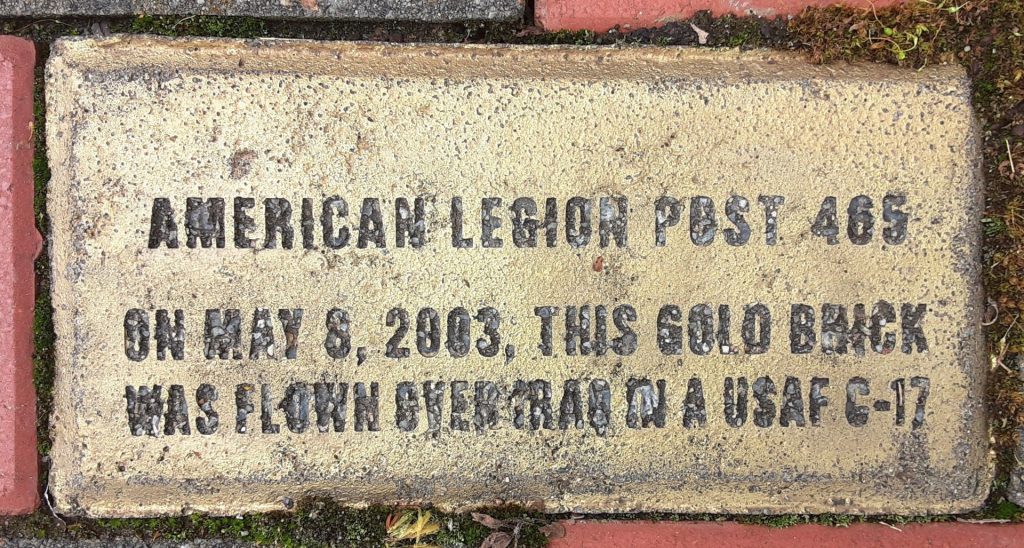 AMERICAN LEGION POST 465
ON MAY 8, 2003, THIS GOLD BRICK
WAS FLOWN OVER IRAQ IN A USAF C-17